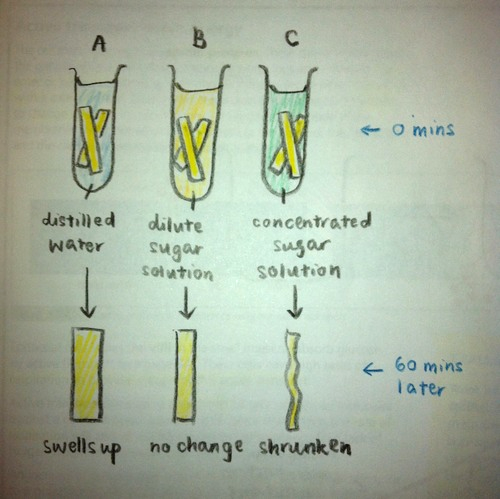 A B C
← 0 mins
distilled
water
dilute
sugar
solution
concentrated
sugar
solution
← 60 mins
later
swells up
no change
shrunken